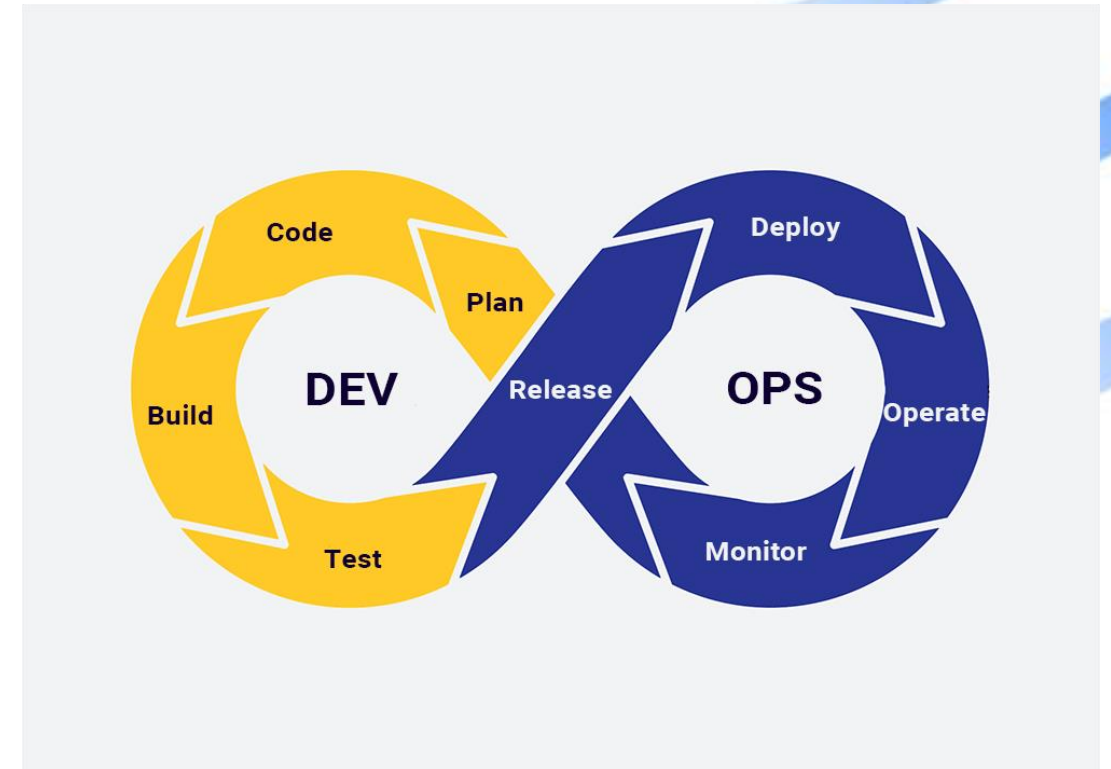 Code
Deploy
Plan
DEV
Release
OPS
Build
Operate
Test
Monitor